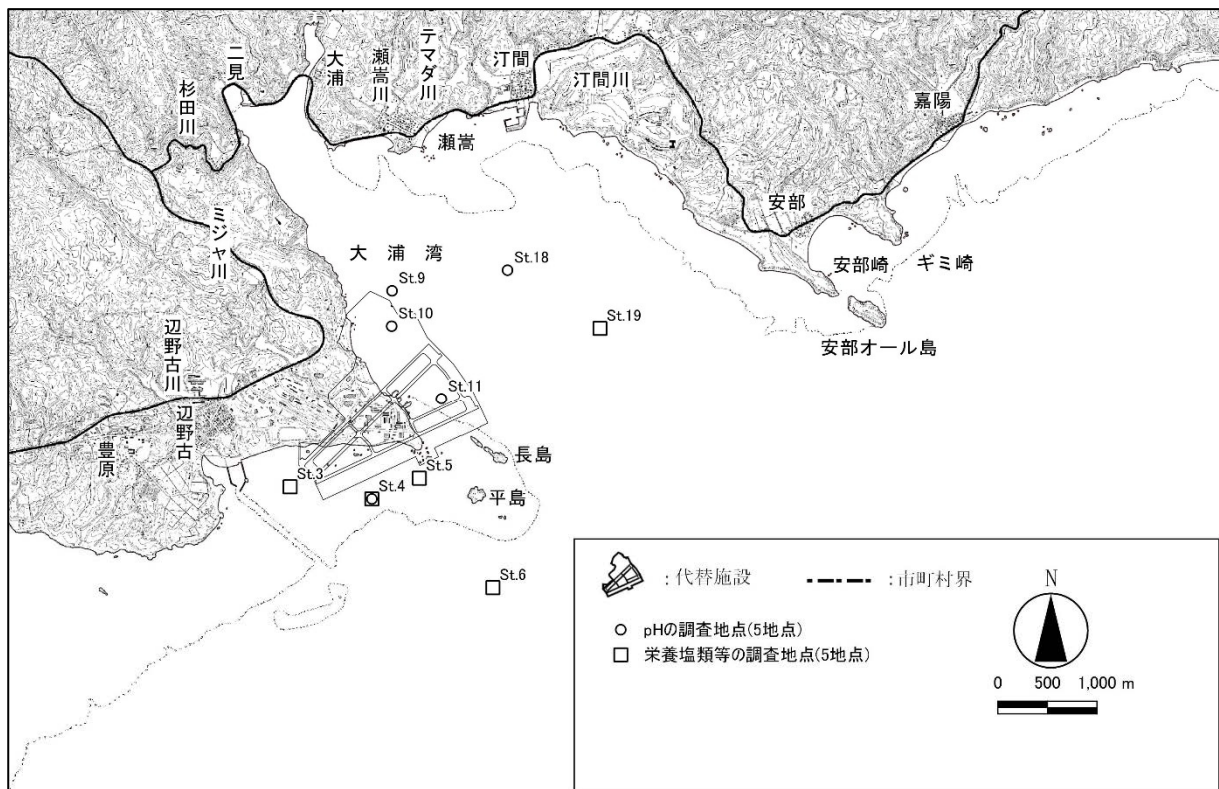 二見
大浦
瀬嵩川
テマダ川
汀間
汀間川
嘉陽
杉田川
瀬嵩
安部
ミジャ川
大浦湾
St.18
安部崎
ギミ崎
St.9
St.10
St.19
安部オール島
辺野古川
辺野古
豊原
St.11
長島
St.3
St.5
St.4
平島
St.6
:代替施設
:市町村界
pHの調査地点(5地点)
栄養塩類等の調査地点(5地点)
N
0 500 1,000 m